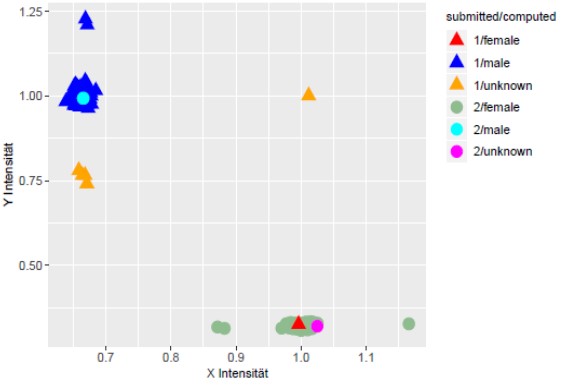 1.25
1.00
0.75
0.50
Y Intensität
0.7 0.8 0.9 1.0 1.1
X Intensität
submitted/computed
1/female
1/male
1/unknown
2/female
2/male
2/unknown